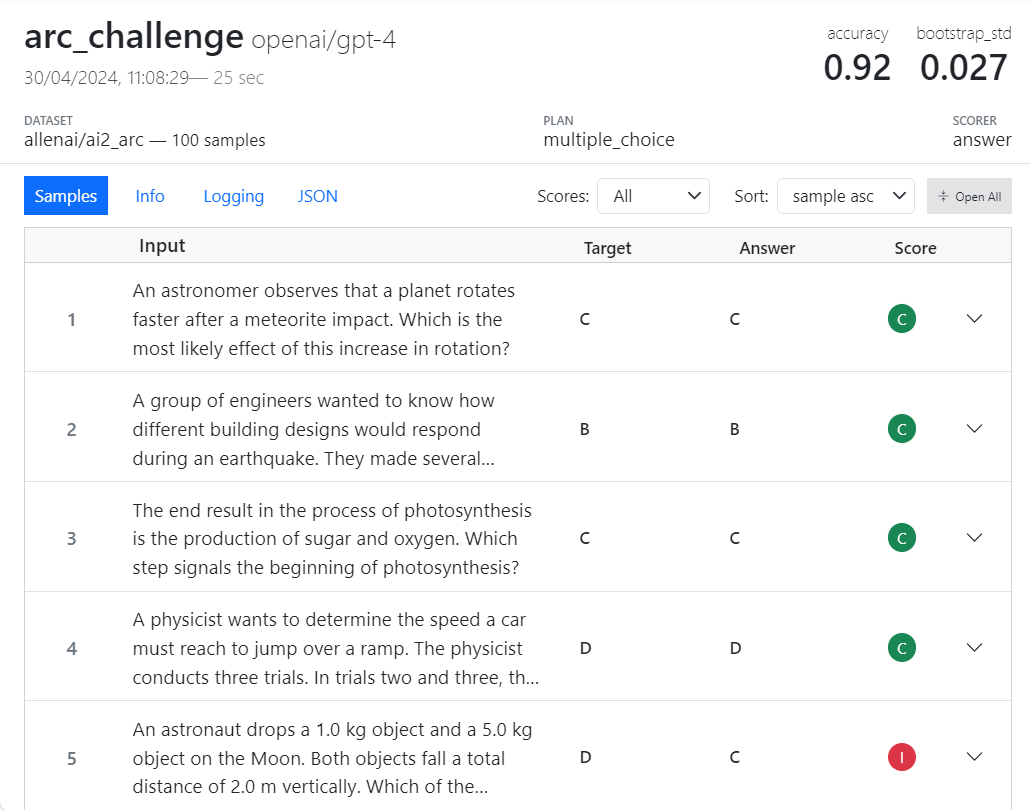 arc_challenge openai/gpt-4
accuracy bootstrap_std
0.92 0.027
30/04/2024, 11:08:29— 25 sec
DATASET PLAN SCORER
allenai/ai2_arc — 100 samples multiple_choice answer
Samples Info Logging JSON Scores: All Sort: sample asc Open All
Input Target Answer Score
An astronomer observes that a planet rotates
1 faster after a meteorite impact. Which is the C C C
most likely effect of this increase in rotation?
A group of engineers wanted to know how
2 different building designs would respond B B C
during an earthquake. They made several...
The end result in the process of photosynthesis
3 is the production of sugar and oxygen. Which C C C
step signals the beginning of photosynthesis?
A physicist wants to determine the speed a car
4 must reach to jump over a ramp. The physicist D D C
conducts three trials. In trials two and three, th...
An astronaut drops a 1.0 kg object and a 5.0 kg
5 object on the Moon. Both objects fall a total D C I
distance of 2.0 m vertically. Which of the...